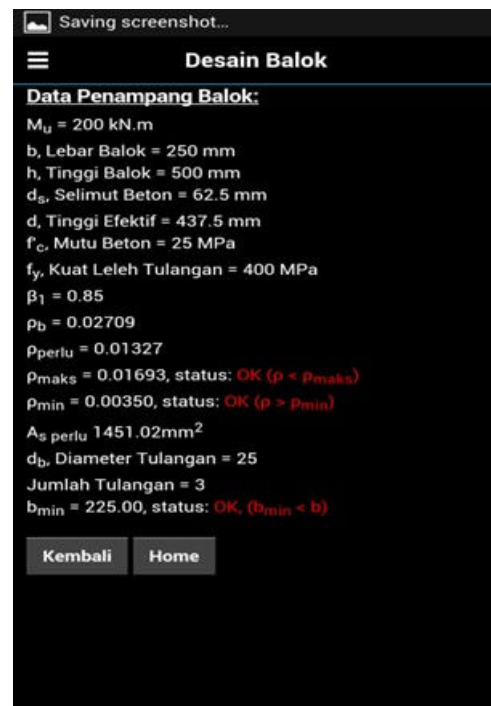 Saving screenshot...
Desain Balok
Data Penampang Balok:
Mu = 200 kN.m
b, Lebar Balok = 250 mm
h, Tinggi Balok = 500 mm
ds, Selimut Beton = 62.5 mm
d, Tinggi Efektif = 437.5 mm
f'c, Mutu Beton = 25 MPa
fy, Kuat Leleh Tulangan = 400 MPa
β1 = 0.85
ρb = 0.02709
ρperlu = 0.01327
ρmaks = 0.01693, status: OK (ρ < ρmaks)
ρmin = 0.00350, status: OK (ρ > ρmin)
As perlu 1451.02mm²
db, Diameter Tulangan = 25
Jumlah Tulangan = 3
bmin = 225.00, status: OK, (bmin < b)
Kembali Home